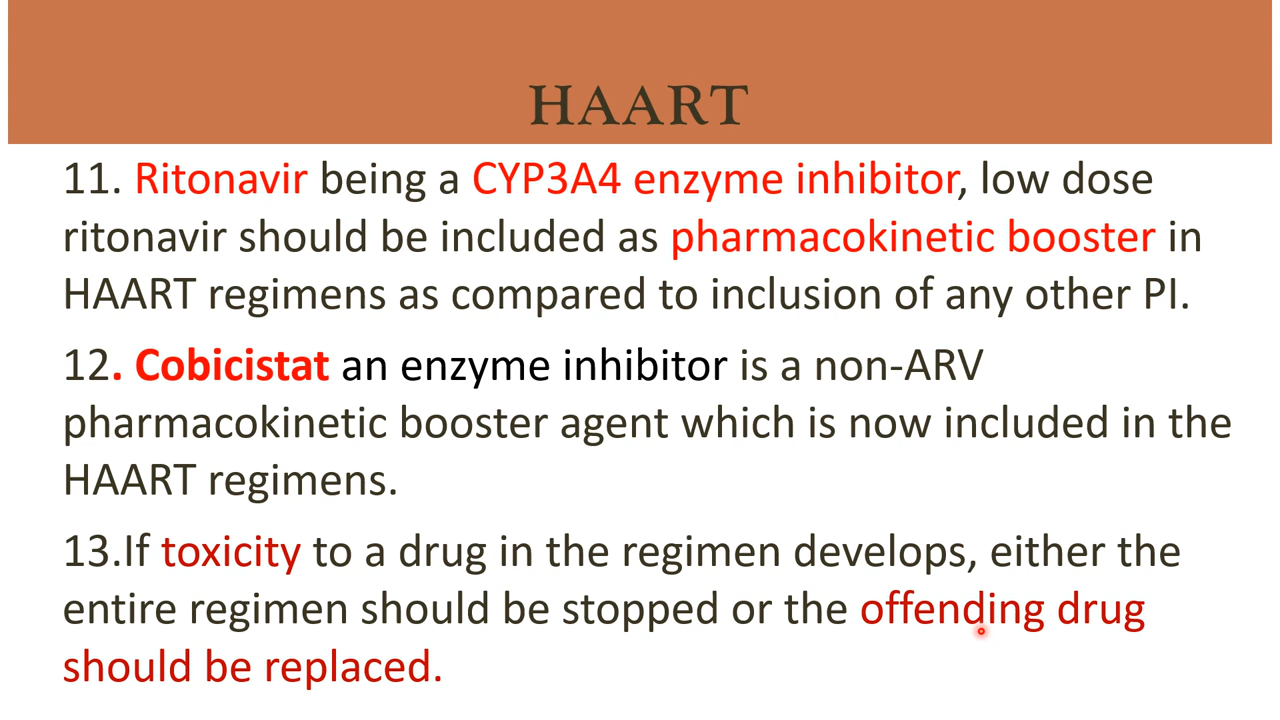 HAART
11. Ritonavir being a CYP3A4 enzyme inhibitor, low dose
ritonavir should be included as pharmacokinetic booster in
HAART regimens as compared to inclusion of any other PI.
12. Cobicistat an enzyme inhibitor is a non-ARV
pharmacokinetic booster agent which is now included in the
HAART regimens.
13.If toxicity to a drug in the regimen develops, either the
entire regimen should be stopped or the offending drug
should be replaced.